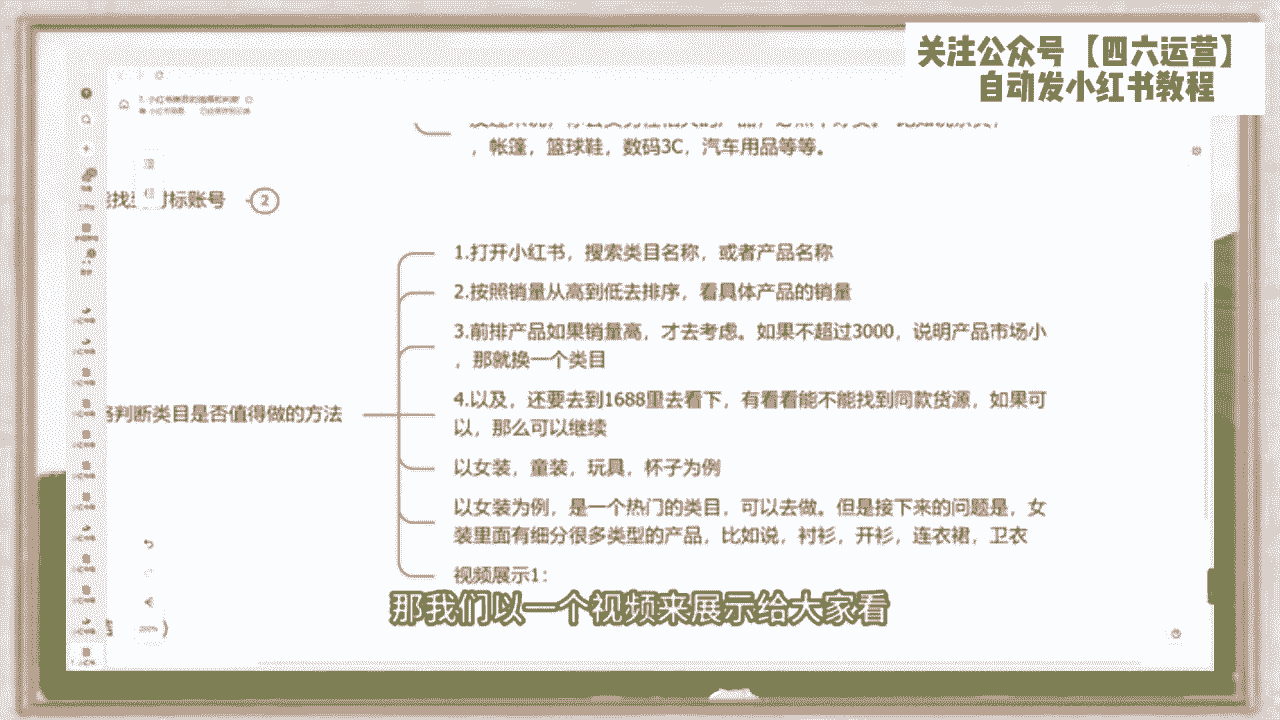 关注公众号【四六运营】
自动发小红书教程
，帐篷，篮球鞋，数码3C，汽车用品等等。
标账号
2
1.打开小红书，搜索类目名称，或者产品名称
2.按照销量从高到低去排序，看具体产品的销量
3.前排产品如果销量高，才去考虑。如果不超过3000，说明产品市场小
，那就换一个类目
4.以及，还要去到1688里去看下，有看看能不能找到同款货源，如果可
以，那么可以继续
判断类目是否值得做的方法
以女装，童装，玩具，杯子为例
以女装为例，是一个热门的类目，可以去做。但是接下来的问题是，女
装里面有细分很多类型的产品，比如说，衬衫，开衫，连衣裙，卫衣
视频展示1：
那我们以一个视频来展示给大家看